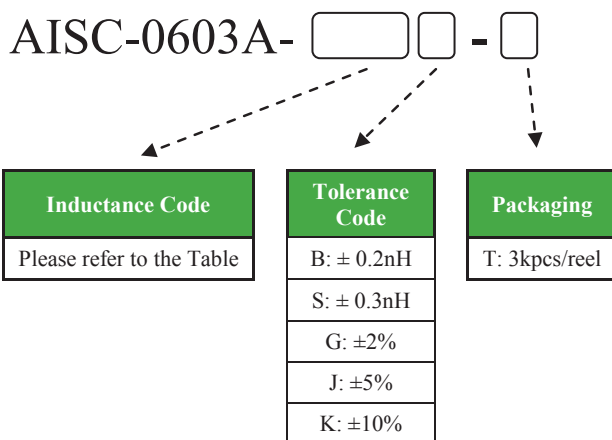 AISC-0603A- -
Inductance Code
Please refer to the Table
Tolerance
Code
B: ± 0.2nH
S: ± 0.3nH
G: ±2%
J: ±5%
K: ±10%
Packaging
T: 3kpcs/reel